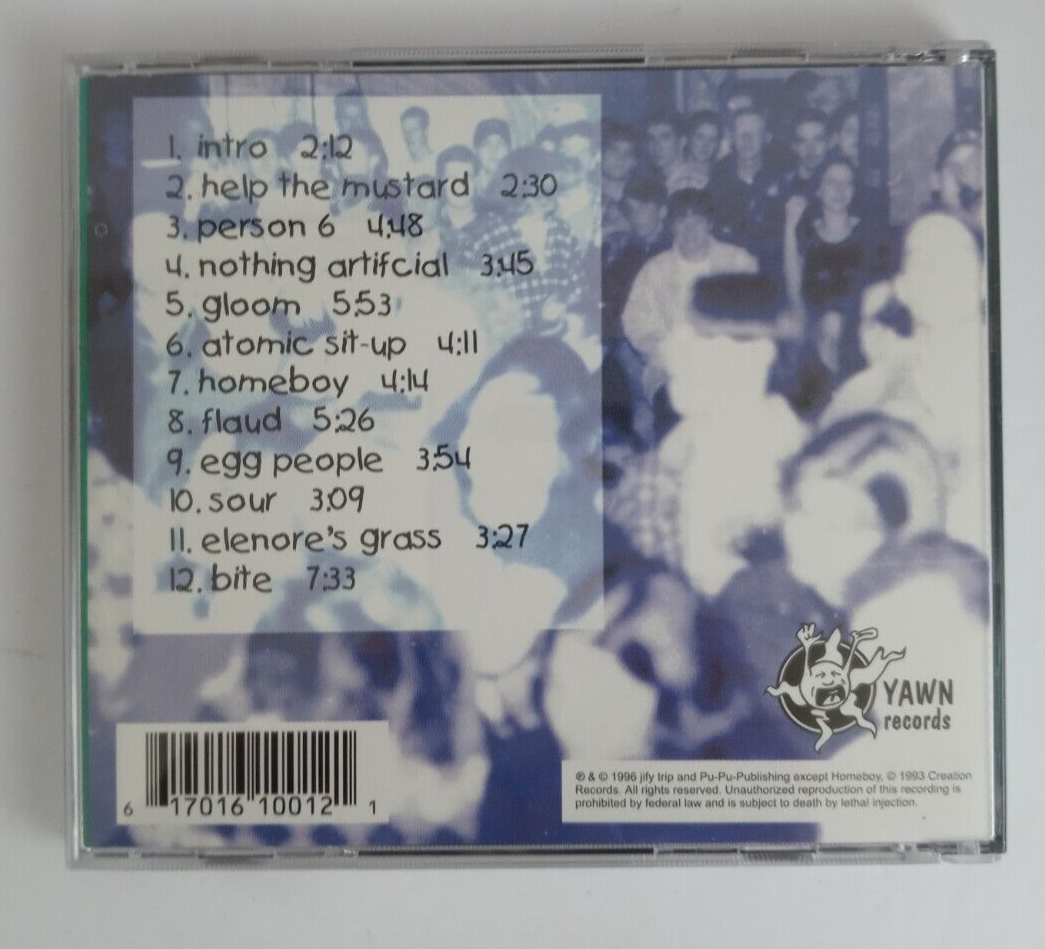 1. intro 2:12
2. help the mustard 2:30
3. person 6 4:48
4. nothing artifcial 3:45
5. gloom 5:53
6. atomic sit-up 4:11
7. homeboy 4:14
8. flaud 5:26
9. egg people 3:54
10. sour 3:09
11. elenore's grass 3:27
12. bite 7:33
YAWN
records
6 17016 10012 1
℗ & © 1996 jify trip and Pu-Pu-Publishing except Homeboy, © 1993 Creation
Records. All rights reserved. Unauthorized reproduction of this recording is
prohibited by federal law and is subject to death by lethal injection.